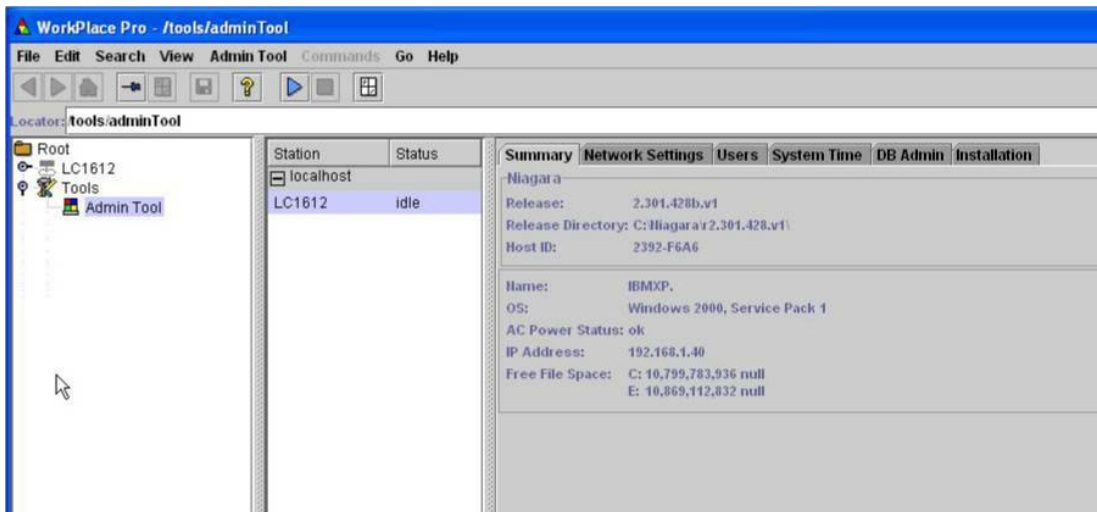 WorkPlace Pro - /tools/adminTool
File Edit Search View Admin Tool Commands Go Help
Locator: /tools/adminTool
Root
LC1612
Tools
Admin Tool
Station Status
localhost
LC1612 idle
Summary Network Settings Users System Time DB Admin Installation
Niagara
Release: 2.301.428b.v1
Release Directory: C:\Niagara\r2.301.428.v1\
Host ID: 2392-F6A6
Name: IBMXP.
OS: Windows 2000, Service Pack 1
AC Power Status: ok
IP Address: 192.168.1.40
Free File Space: C: 10,799,783,936 null
E: 10,869,112,832 null